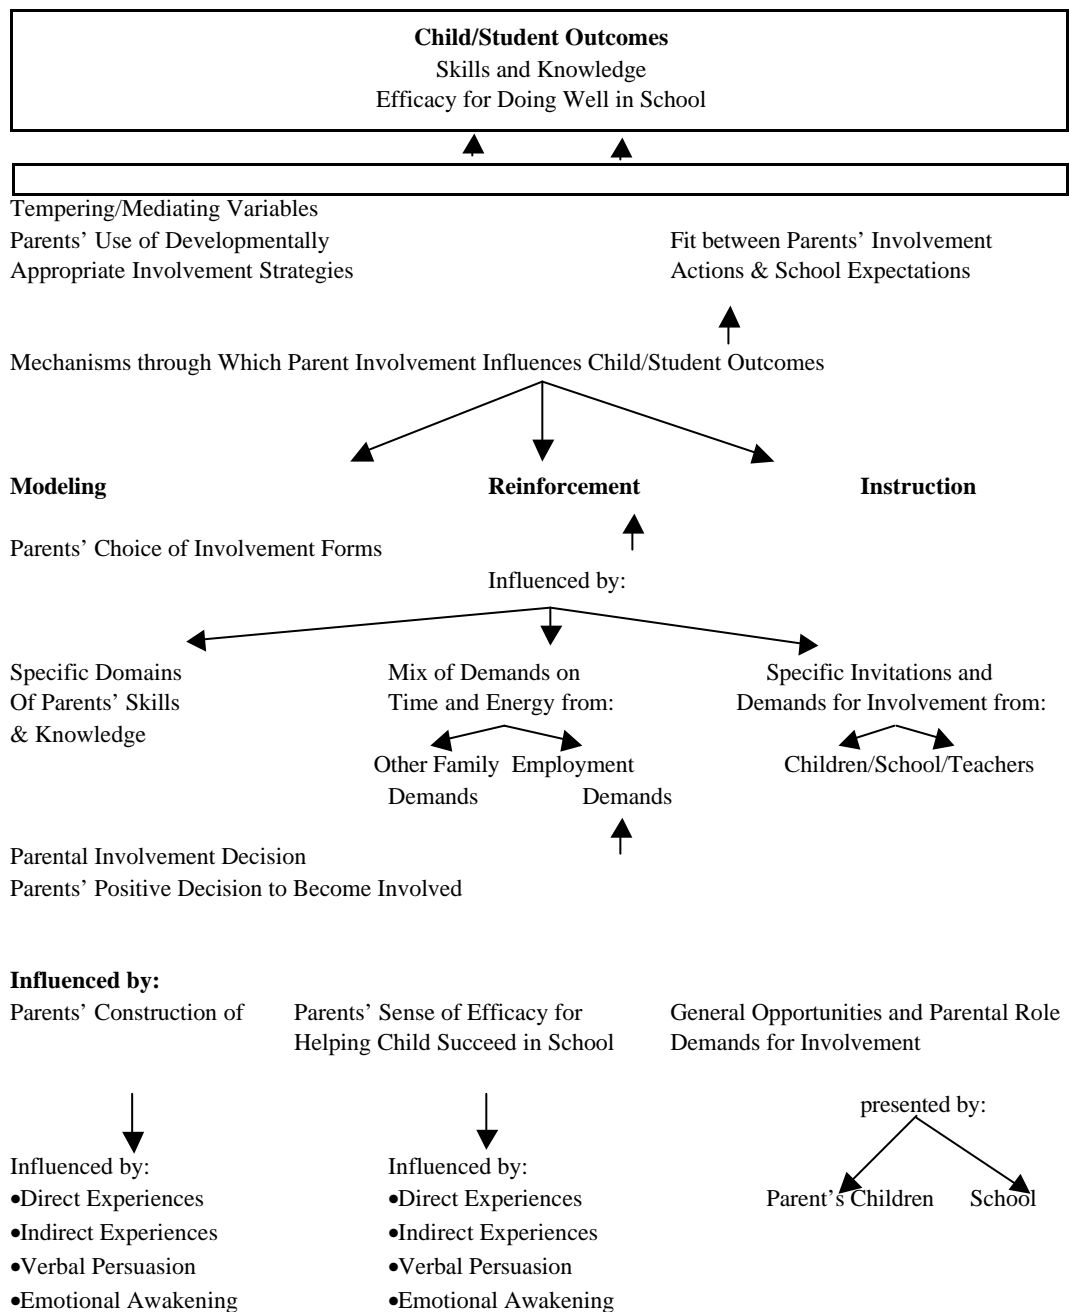 Child/Student Outcomes
Skills and Knowledge
Efficacy for Doing Well in School
Tempering/Mediating Variables
Parents’ Use of Developmentally
Appropriate Involvement Strategies
Fit between Parents’ Involvement
Actions & School Expectations
Mechanisms through Which Parent Involvement Influences Child/Student Outcomes
Modeling
Reinforcement
Instruction
Parents’ Choice of Involvement Forms
Influenced by:
Specific Domains
Of Parents’ Skills
& Knowledge
Mix of Demands on
Time and Energy from:
Other Family
Demands
Employment
Demands
Specific Invitations and
Demands for Involvement from:
Children/School/Teachers
Parental Involvement Decision
Parents’ Positive Decision to Become Involved
Influenced by:
Parents’ Construction of
Parents’ Sense of Efficacy for
Helping Child Succeed in School
General Opportunities and Parental Role
Demands for Involvement
presented by:
Parent’s Children
School
Influenced by:
•Direct Experiences
•Indirect Experiences
•Verbal Persuasion
•Emotional Awakening
Influenced by:
•Direct Experiences
•Indirect Experiences
•Verbal Persuasion
•Emotional Awakening